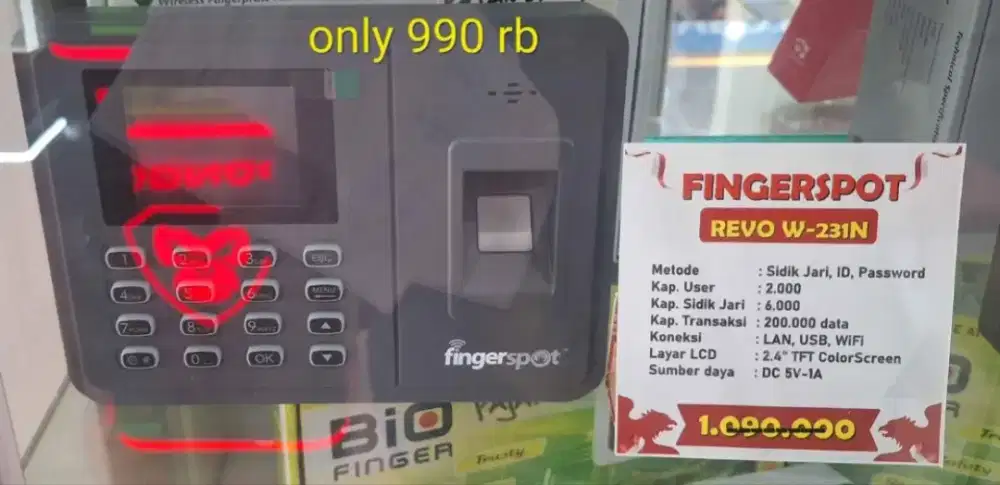 only 990 rb
1
2
3
ESC
4
5
6
MENU
7
8
9
0
OK
fingerspot
FINGERSPOT
REVO W-231N
Metode : Sidik Jari, ID, Password
Kap. User : 2.000
Kap. Sidik Jari : 6.000
Kap. Transaksi : 200.000 data
Koneksi : LAN, USB, WiFi
Layar LCD : 2.4" TFT ColorScreen
Sumber daya : DC 5V-1A
1.090.000
BiO
FINGER
Trusty